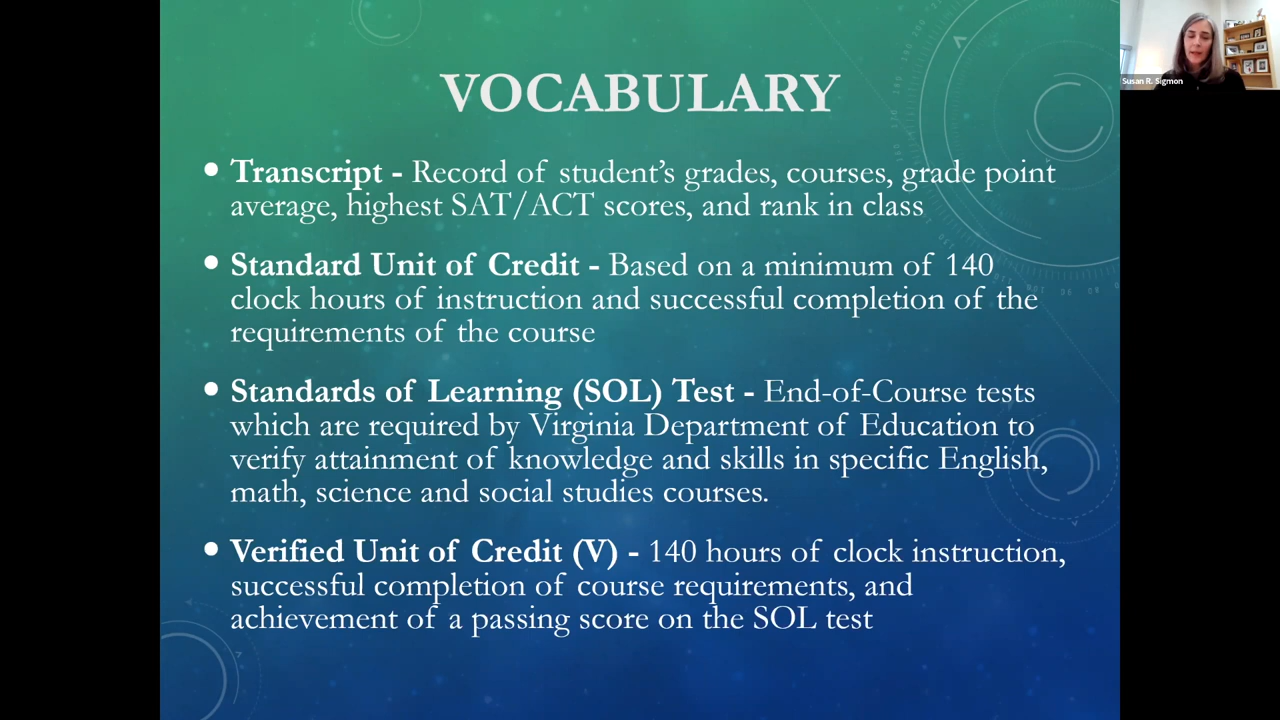 VOCABULARY
• Transcript - Record of student’s grades, courses, grade point
average, highest SAT/ACT scores, and rank in class
• Standard Unit of Credit - Based on a minimum of 140
clock hours of instruction and successful completion of the
requirements of the course
• Standards of Learning (SOL) Test - End-of-Course tests
which are required by Virginia Department of Education to
verify attainment of knowledge and skills in specific English,
math, science and social studies courses.
• Verified Unit of Credit (V) - 140 hours of clock instruction,
successful completion of course requirements, and
achievement of a passing score on the SOL test
Susan R. Sigmon